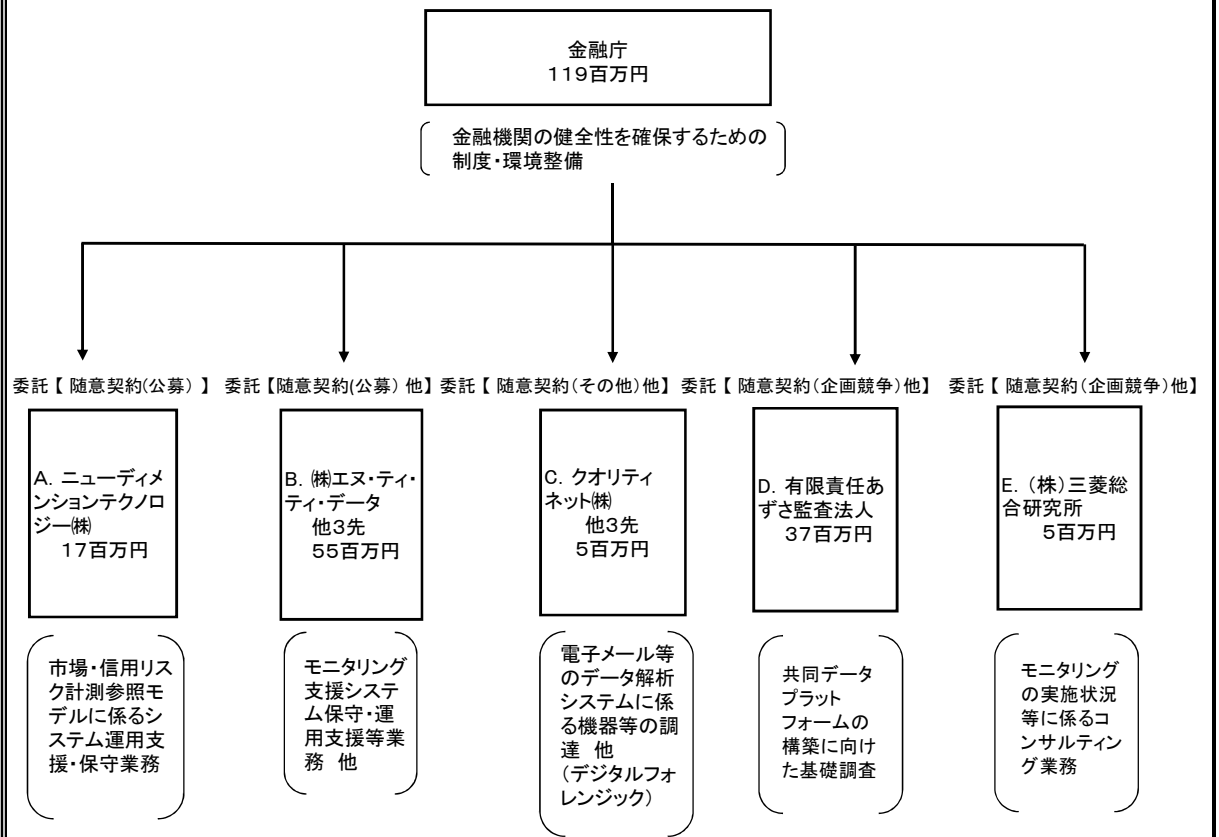 金融庁
119百万円
金融機関の健全性を確保するための
制度・環境整備
委託【 随意契約（公募） 】
委託【随意契約(公募) 他】
委託【 随意契約（その他）他】
委託【 随意契約（企画競争）他】
委託【 随意契約（企画競争）他】
A. ニューディメ
ンションテクノロ
ジー㈱
17百万円
B. ㈱エヌ・ティ・
ティ・データ
他3先
55百万円
C. クオリティ
ネット㈱
他3先
5百万円
D. 有限責任あ
ずさ監査法人
37百万円
E. （株）三菱総
合研究所
5百万円
市場・信用リス
ク計測参照モ
デルに係るシ
ステム運用支
援・保守業務
モニタリング
支援システ
ム保守・運
用支援等業
務 他
電子メール等
のデータ解析
システムに係
る機器等の調
達 他
（デジタルフォ
レンジック）
共同データ
プラット
フォームの
構築に向け
た基礎調査
モニタリング
の実施状況
等に係るコ
ンサルティン
グ業務